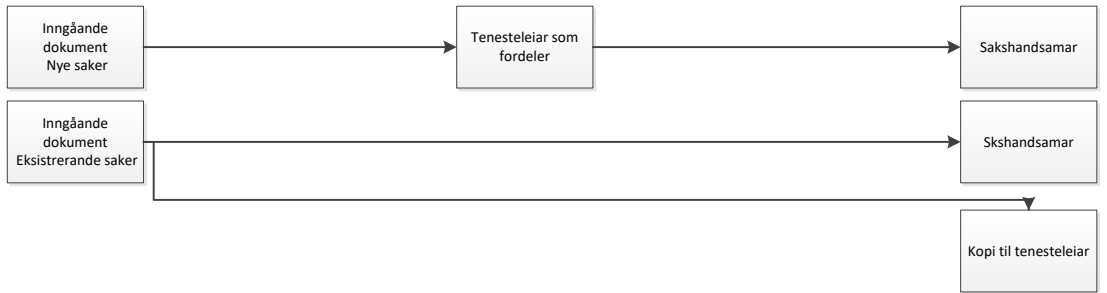 Inngåande
dokument
Nye saker
Tenesteleiar som
fordeler
Sakshandsamar
Inngåande
dokument
Eksistrerande saker
Skshandsamar
Kopi til tenesteleiar